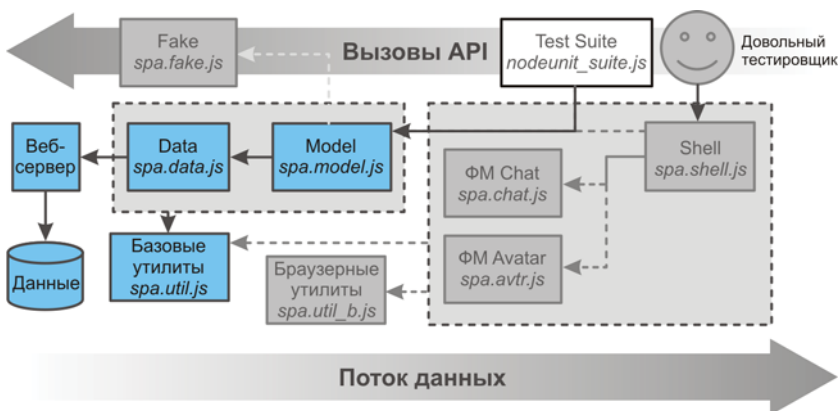 Fake
spa.fake.js
Вызовы API
Test Suite
nodeunit_suite.js
Довольный
тестировщик
Веб-
сервер
Data
spa.data.js
Model
spa.model.js
Shell
spa.shell.js
ФМ Chat
spa.chat.js
Данные
Базовые
утилиты
spa.util.js
Браузерные
утилиты
spa.util_b.js
ФМ Avatar
spa.avtr.js
Поток данных